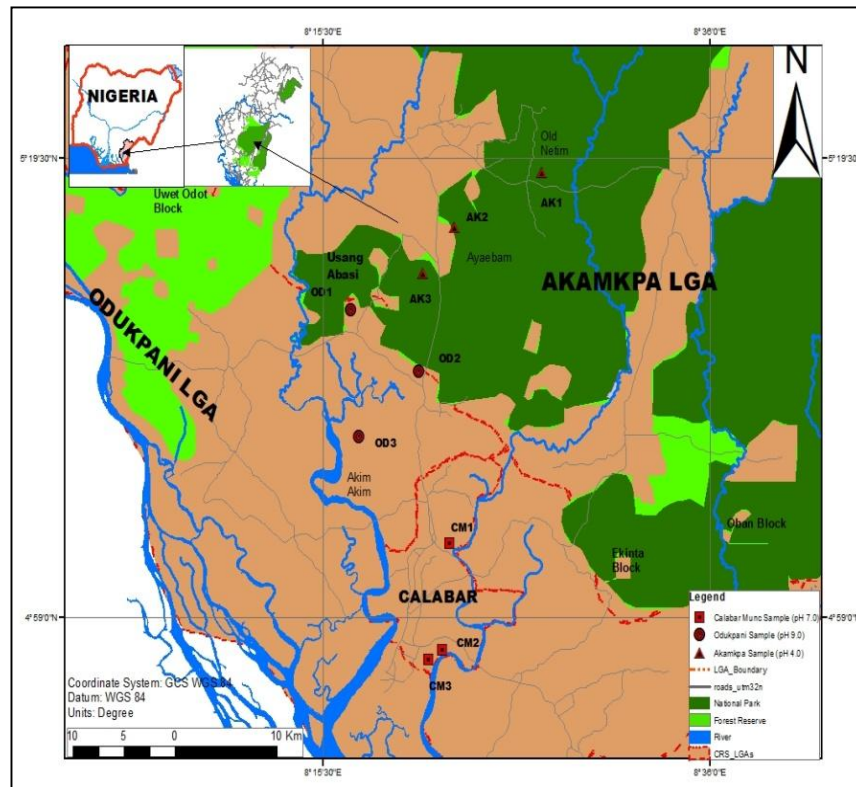 8° 15'30"E
8° 36'0"E
NIGERIA
N
5°19'30"N
Uwet Odot
Block
Old
Netim
AK1
AK2
Ayaebam
Usang
Abasi
AK3
OD1
AKAMKPA LGA
ODUKPANI LGA
OD2
OD3
Akim
Akim
CM1
Oban Block
Ekinta
Block
CALABAR
4°59'0"N
4°59'0"N
CM2
CM3
Legend
Calabar Munc Sample (pH 7.0)
Odukpani Sample (pH 9.0)
Akamkpa Sample (pH 4.0)
LGA_Boundary
roads_utm32n
National Park
Forest Reserve
River
CRS_LGAs
Coordinate System: GCS WGS 84
Datum: WGS 84
Units: Degree
10 5 0 10 Km
8° 15'30"E
8° 36'0"E